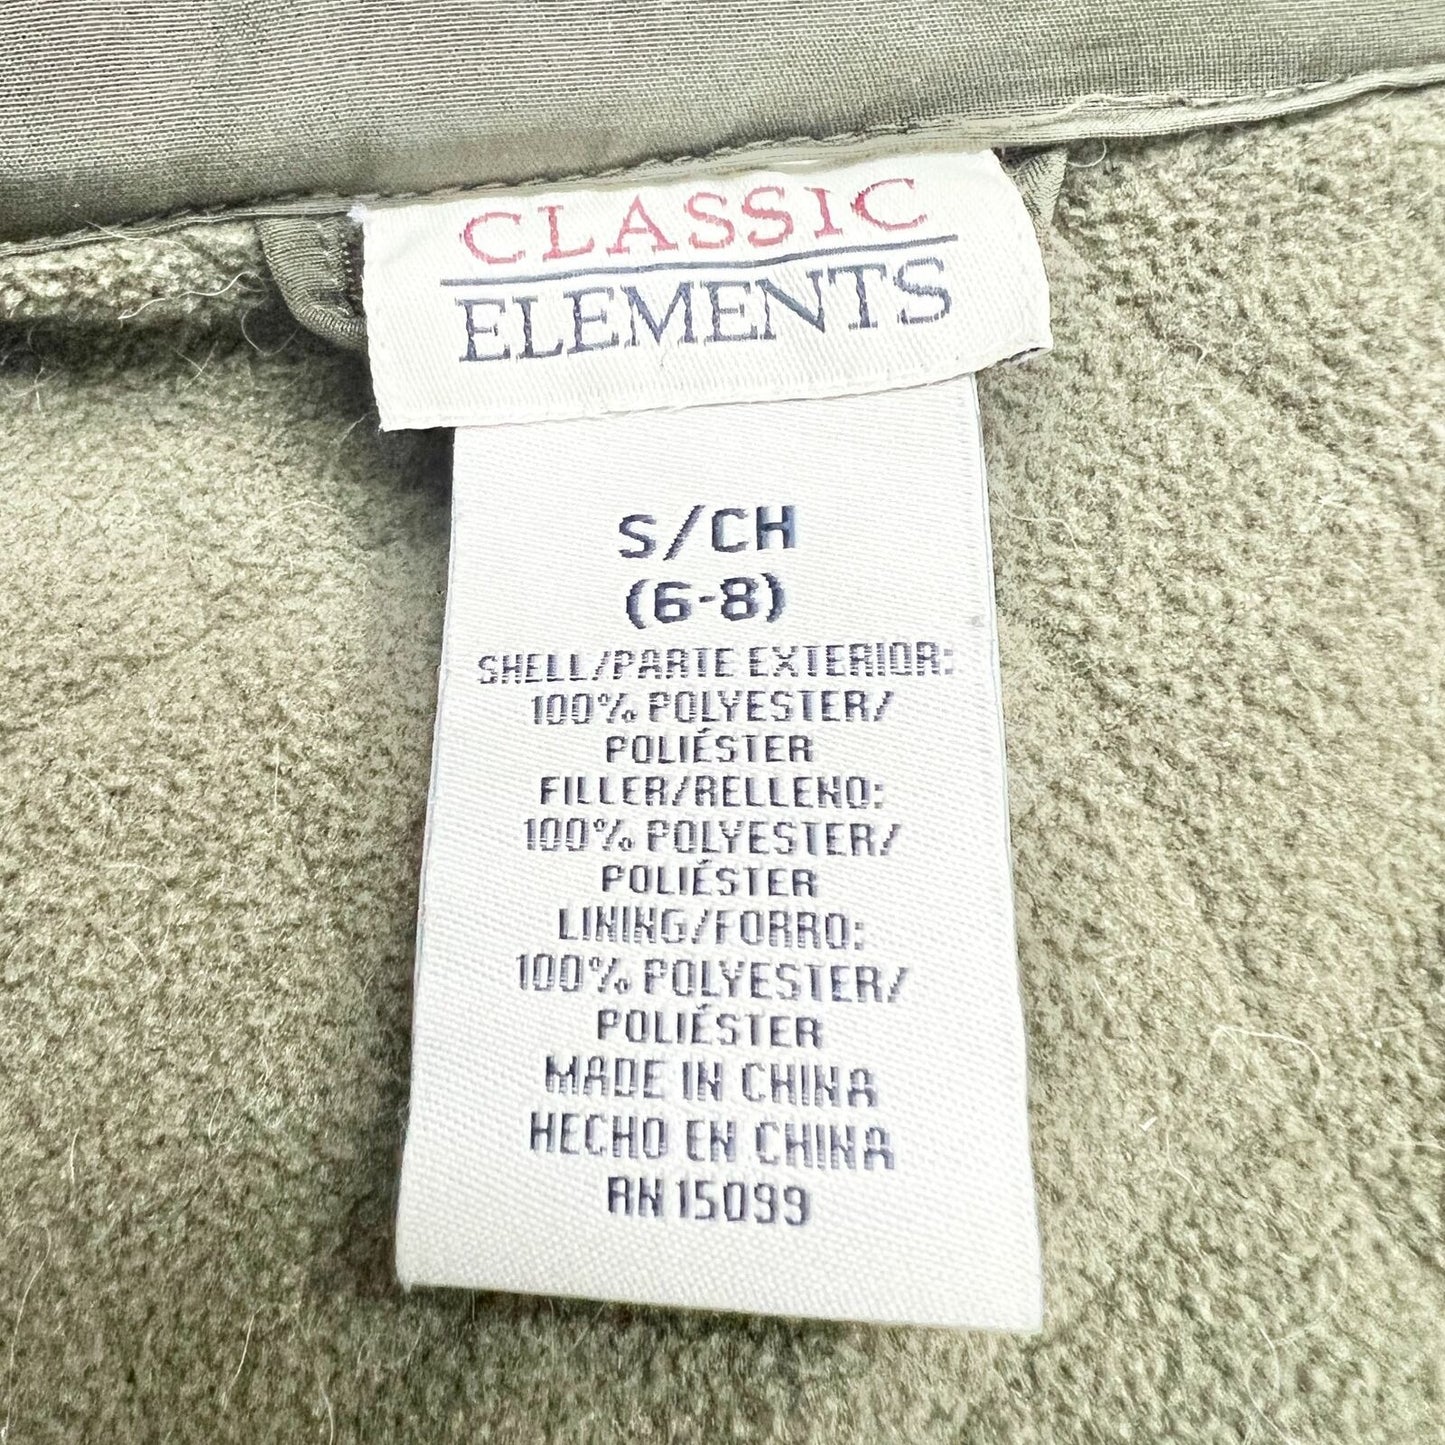 CLASSIC
ELEMENTS
S/CH
(6-8)
SHELL/PARTE EXTERIOR:
100% POLYESTER/
POLIÉSTER
FILLER/RELLENO:
100% POLYESTER/
POLIÉSTER
LINING/FORRO:
100% POLYESTER/
POLIÉSTER
MADE IN CHINA
HECHO EN CHINA
RN 15099